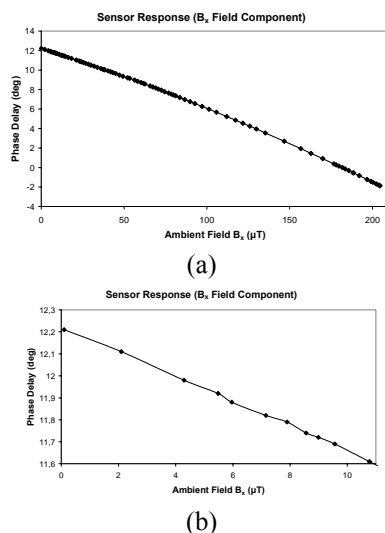 Sensor Response (Bx Field Component)
14
12
10
8
6
4
2
0
-2
-4
Phase Delay (deg)
0 50 100 150 200
Ambient Field Bx (µT)
(a)
Sensor Response (Bx Field Component)
12,3
12,2
12,1
12
11,9
11,8
11,7
11,6
Phase Delay (deg)
0 2 4 6 8 10
Ambient Field Bx (µT)
(b)